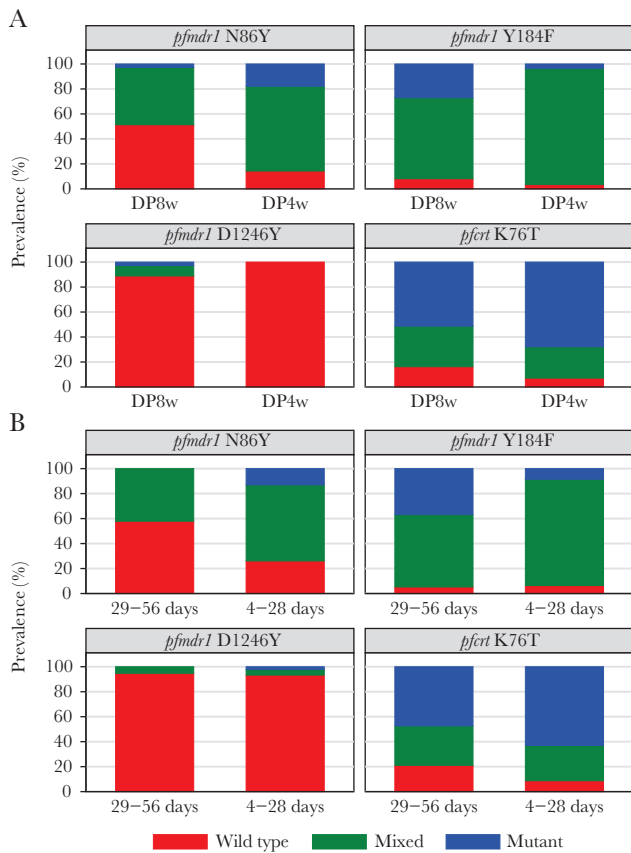 A
pfmdr1 N86Y
pfmdr1 Y184F
100
80
60
40
20
0
DP8w
DP4w
DP8w
DP4w
Prevalence (%)
pfmdr1 D1246Y
pfcrt K76T
100
80
60
40
20
0
DP8w
DP4w
DP8w
DP4w
B
pfmdr1 N86Y
pfmdr1 Y184F
100
80
60
40
20
0
29–56 days
4–28 days
29–56 days
4–28 days
Prevalence (%)
pfmdr1 D1246Y
pfcrt K76T
100
80
60
40
20
0
29–56 days
4–28 days
29–56 days
4–28 days
Wild type
Mixed
Mutant